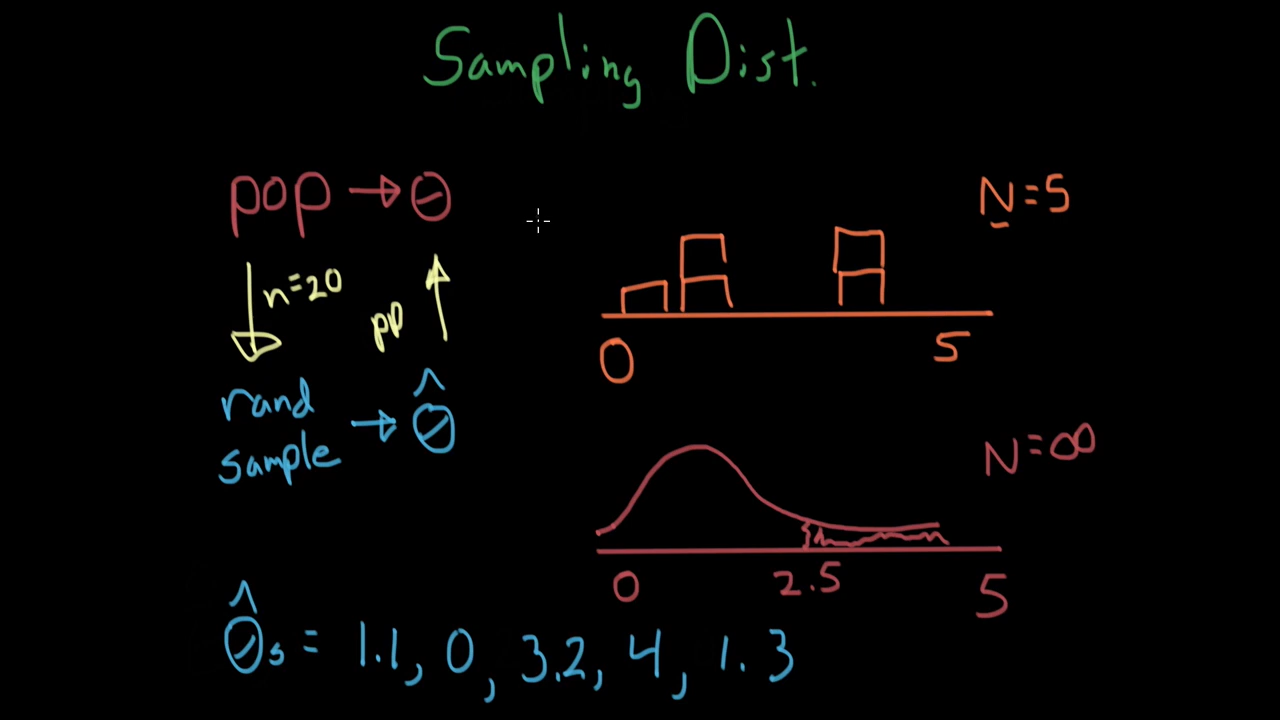 Sampling Dist.
pop → θ
n=20
pp
rand
sample → θ̂
N=5
0 5
N=∞
0 2.5 5
θ̂s = 1.1, 0, 3.2, 4, 1.3